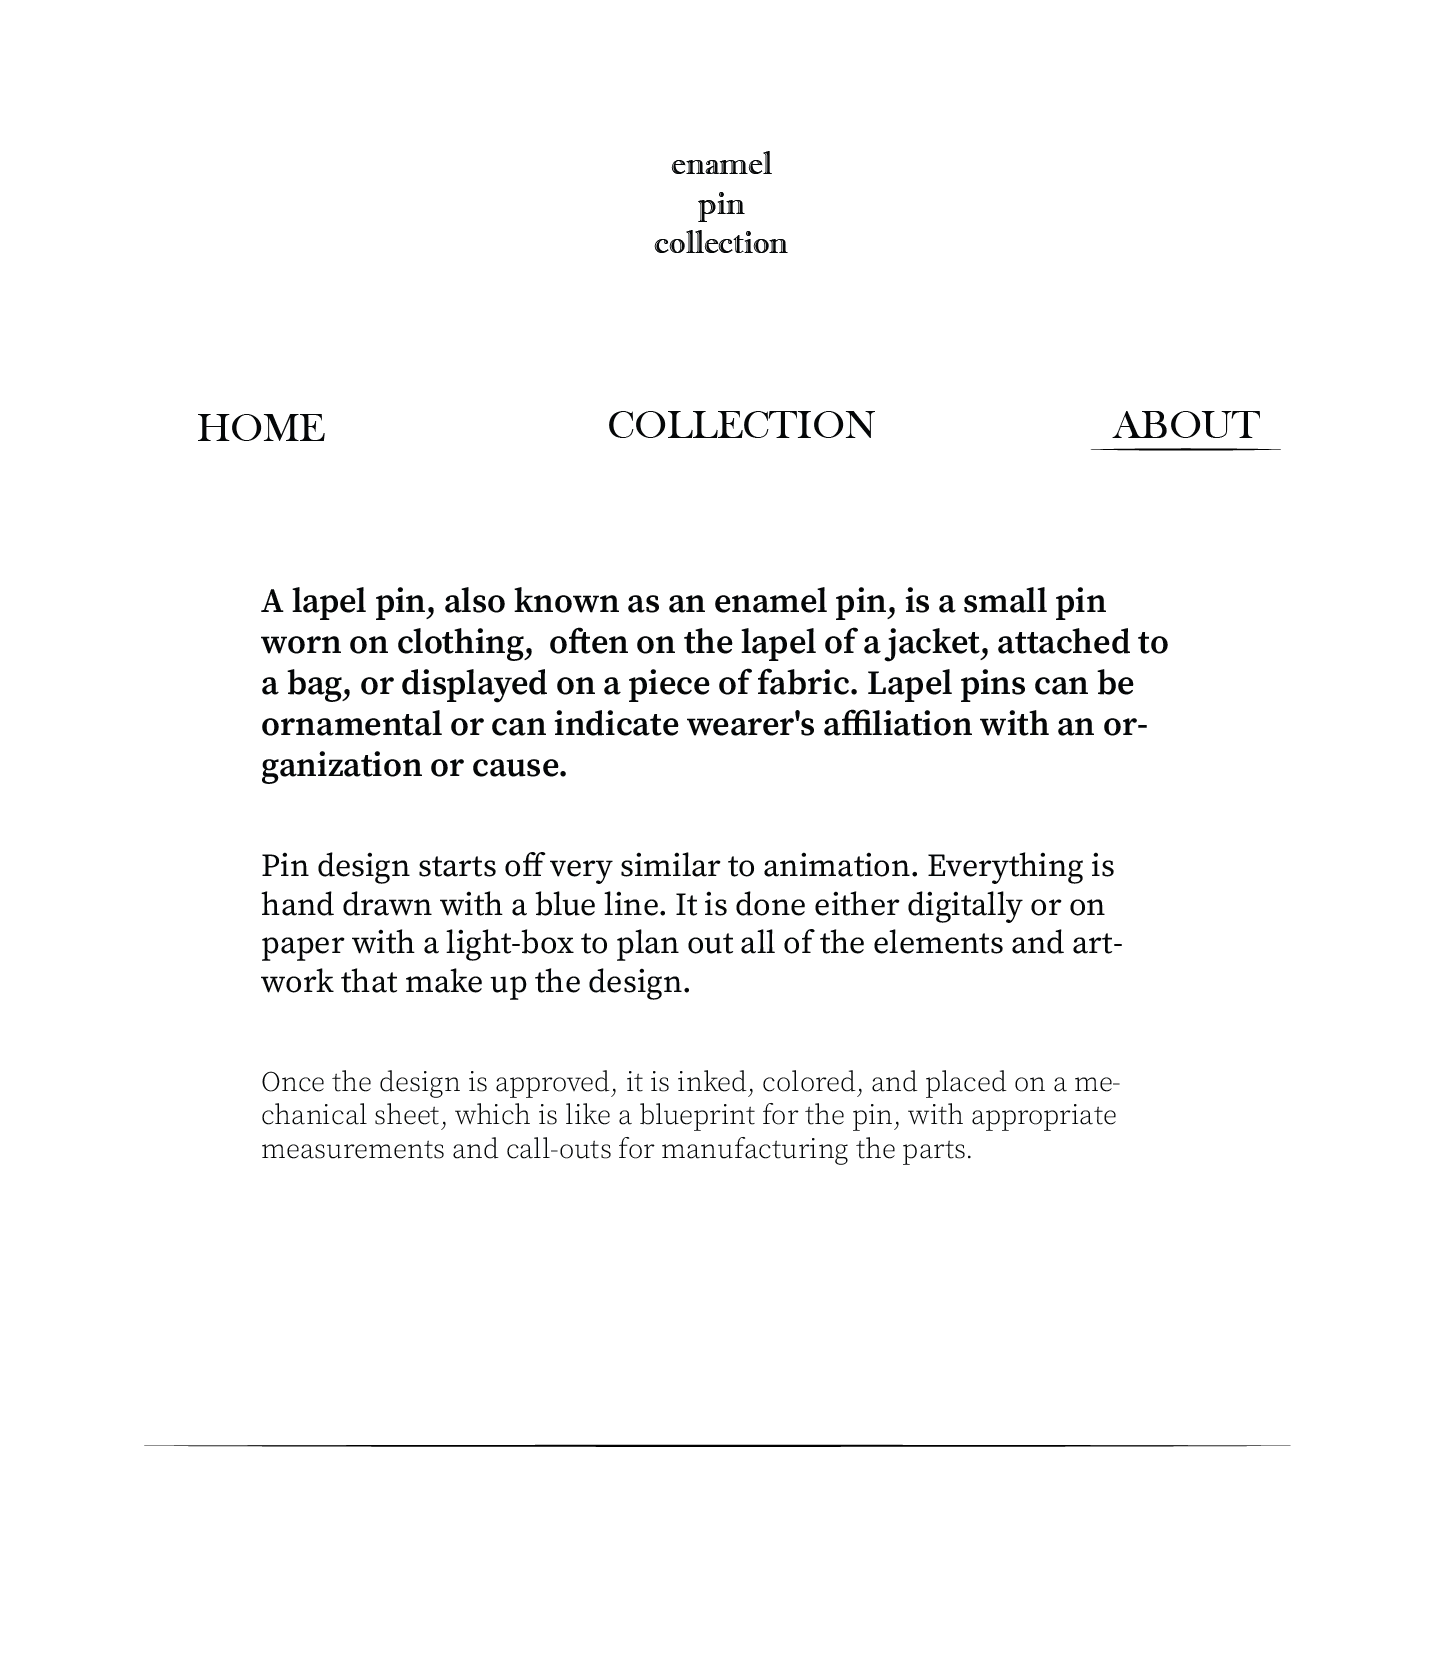 enamel
pin
collection
HOME COLLECTION ABOUT
A lapel pin, also known as an enamel pin, is a small pin
worn on clothing,  often on the lapel of a jacket, attached to
a bag, or displayed on a piece of fabric. Lapel pins can be
ornamental or can indicate wearer's affiliation with an or-
ganization or cause.
Pin design starts off very similar to animation. Everything is
hand drawn with a blue line. It is done either digitally or on
paper with a light-box to plan out all of the elements and art-
work that make up the design.
Once the design is approved, it is inked, colored, and placed on a me-
chanical sheet, which is like a blueprint for the pin, with appropriate
measurements and call-outs for manufacturing the parts.